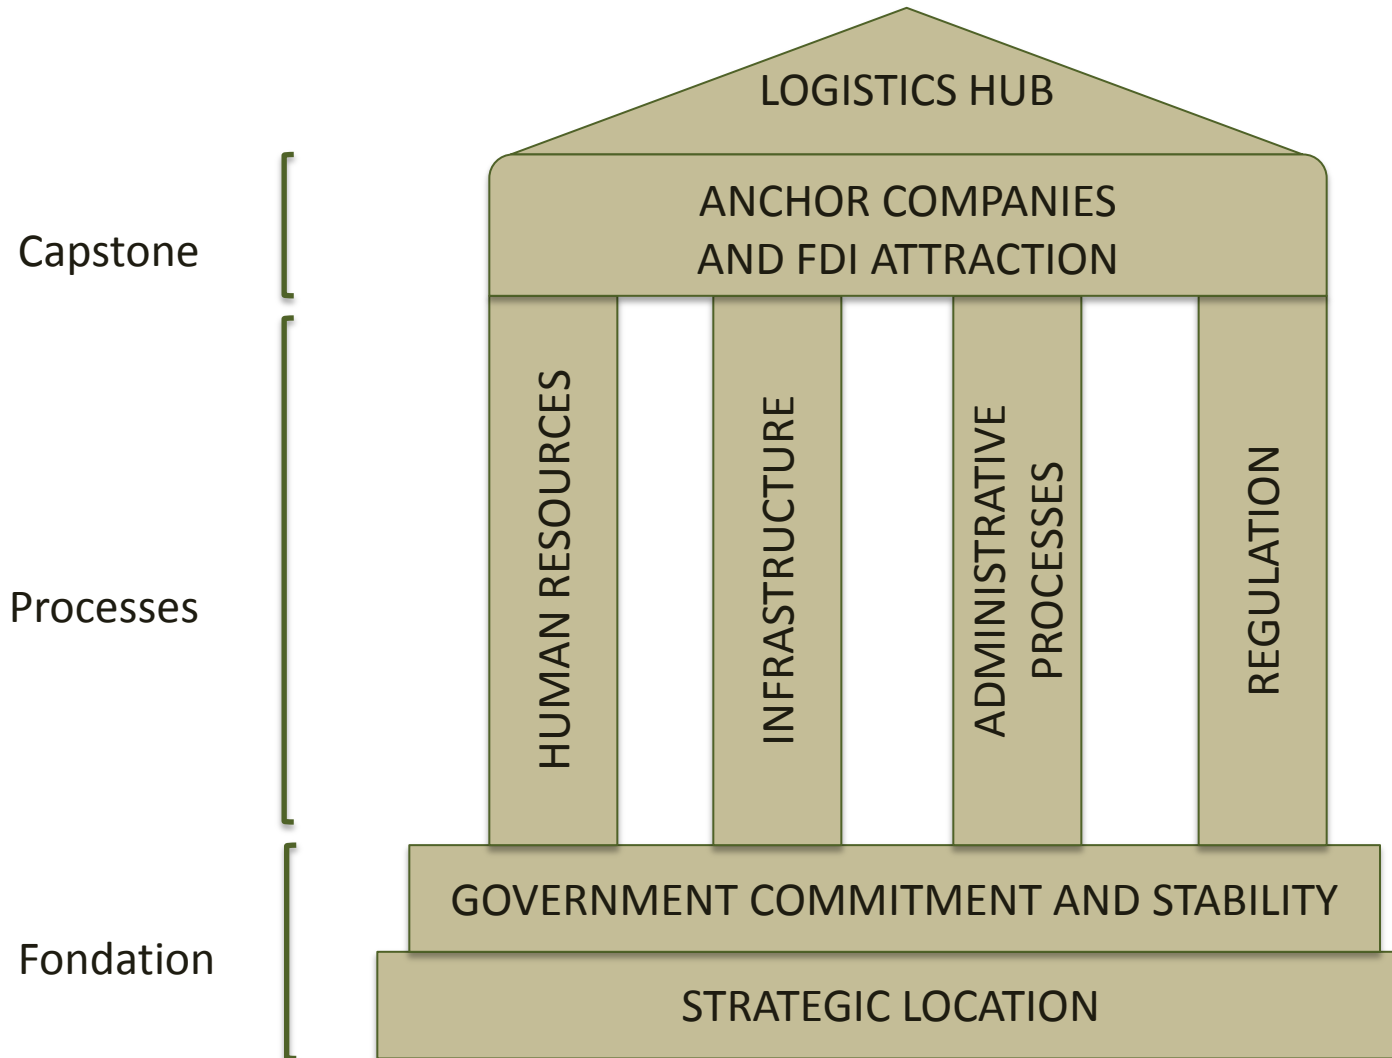 LOGISTICS HUB
Capstone
ANCHOR COMPANIES
AND FDI ATTRACTION
Processes
HUMAN RESOURCES
INFRASTRUCTURE
ADMINISTRATIVE
PROCESSES
REGULATION
Fondation
GOVERNMENT COMMITMENT AND STABILITY
STRATEGIC LOCATION